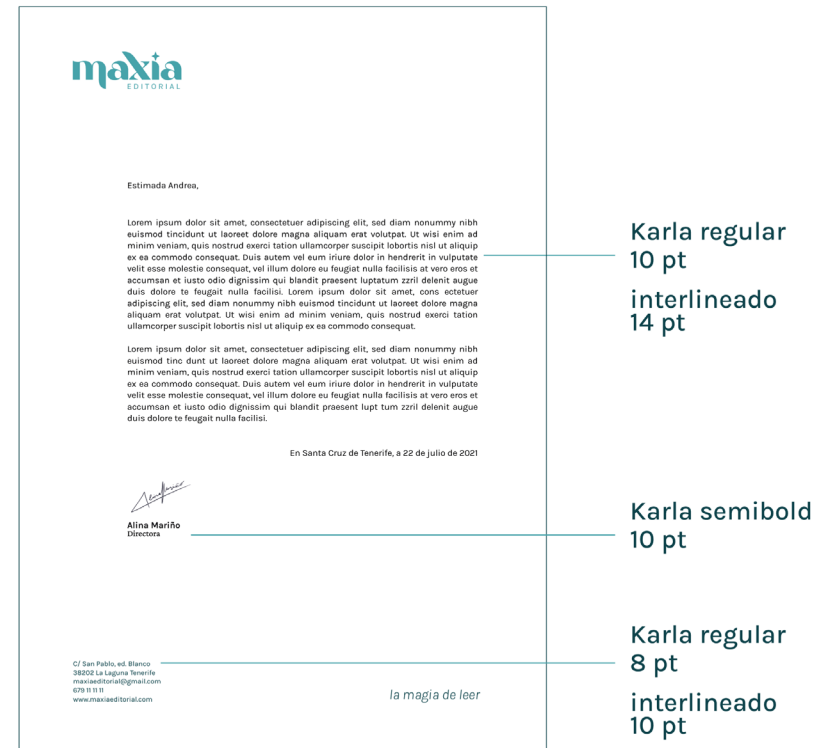 maxia
EDITORIAL
Estimada Andrea,
Lorem ipsum dolor sit amet, consectetuer adipiscing elit, sed diam nonummy nibh
euismod tincidunt ut laoreet dolore magna aliquam erat volutpat. Ut wisi enim ad
minim veniam, quis nostrud exerci tation ullamcorper suscipit lobortis nisl ut aliquip
ex ea commodo consequat. Duis autem vel eum iriure dolor in hendrerit in vulputate
velit esse molestie consequat, vel illum dolore eu feugiat nulla facilisis at vero eros et
accumsan et iusto odio dignissim qui blandit praesent luptatum zzril delenit augue
duis dolore te feugait nulla facilisi. Lorem ipsum dolor sit amet, cons ectetuer
adipiscing elit, sed diam nonummy nibh euismod tincidunt ut laoreet dolore magna
aliquam erat volutpat. Ut wisi enim ad minim veniam, quis nostrud exerci tation
ullamcorper suscipit lobortis nisl ut aliquip ex ea commodo consequat.
Lorem ipsum dolor sit amet, consectetuer adipiscing elit, sed diam nonummy nibh
euismod tinc dunt ut laoreet dolore magna aliquam erat volutpat. Ut wisi enim ad
minim veniam, quis nostrud exerci tation ullamcorper suscipit lobortis nisl ut aliquip
ex ea commodo consequat. Duis autem vel eum iriure dolor in hendrerit in vulputate
velit esse molestie consequat, vel illum dolore eu feugiat nulla facilisis at vero eros et
accumsan et iusto odio dignissim qui blandit praesent lupt tum zzril delenit augue
duis dolore te feugait nulla facilisi.
En Santa Cruz de Tenerife, a 22 de julio de 2021
Alina Mariño
Directora
C/ San Pablo, ed. Blanco
38202 La Laguna Tenerife
maxiaeditorial@gmail.com
679 11 11 11
www.maxiaeditorial.com
la magia de leer
Karla regular
10 pt
interlineado
14 pt
Karla semibold
10 pt
Karla regular
8 pt
interlineado
10 pt